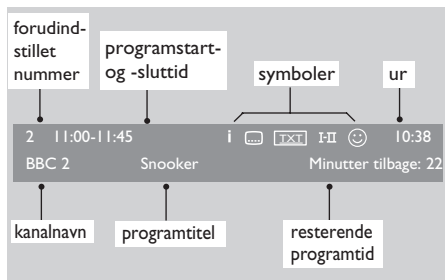 forudind-
stillet
nummer
programstart-
og -sluttid
symboler
ur
2 11:00-11:45 i TXT I-II 10:38
BBC 2 Snooker Minutter tilbage: 22
kanalnavn
programtitel
resterende
programtid